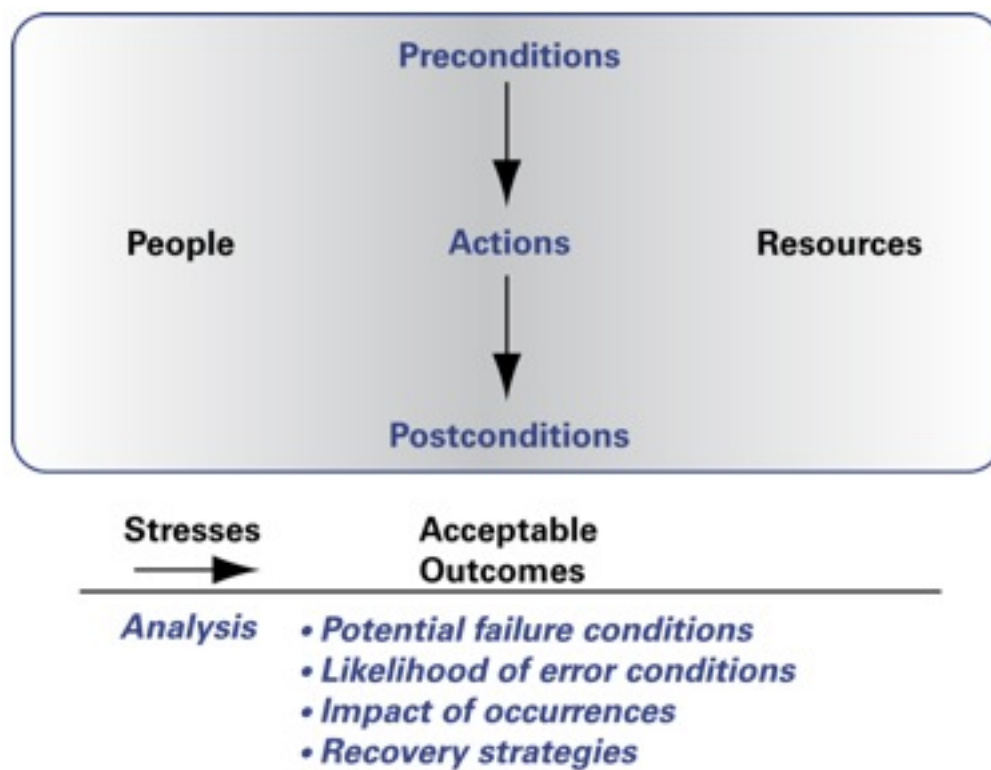 Preconditions
People Actions Resources
Postconditions
Stresses Acceptable
Outcomes
Analysis • Potential failure conditions
• Likelihood of error conditions
• Impact of occurrences
• Recovery strategies